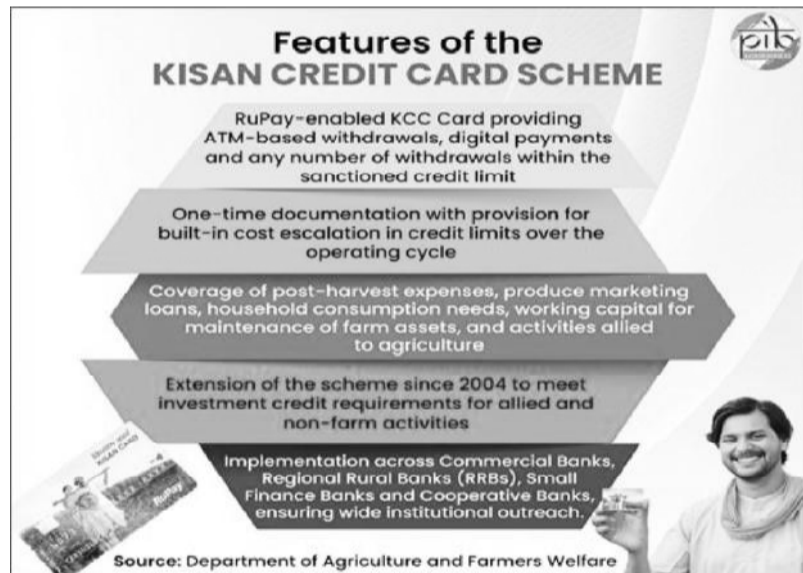 Features of the
KISAN CREDIT CARD SCHEME
pib
RuPay-enabled KCC Card providing
ATM-based withdrawals, digital payments
and any number of withdrawals within the
sanctioned credit limit
One-time documentation with provision for
built-in cost escalation in credit limits over the
operating cycle
Coverage of post-harvest expenses, produce marketing
loans, household consumption needs, working capital for
maintenance of farm assets, and activities allied
to agriculture
Extension of the scheme since 2004 to meet
investment credit requirements for allied and
non-farm activities
Implementation across Commercial Banks,
Regional Rural Banks (RRBs), Small
Finance Banks and Cooperative Banks,
ensuring wide institutional outreach.
KISAN CARD
RuPay
Source: Department of Agriculture and Farmers Welfare